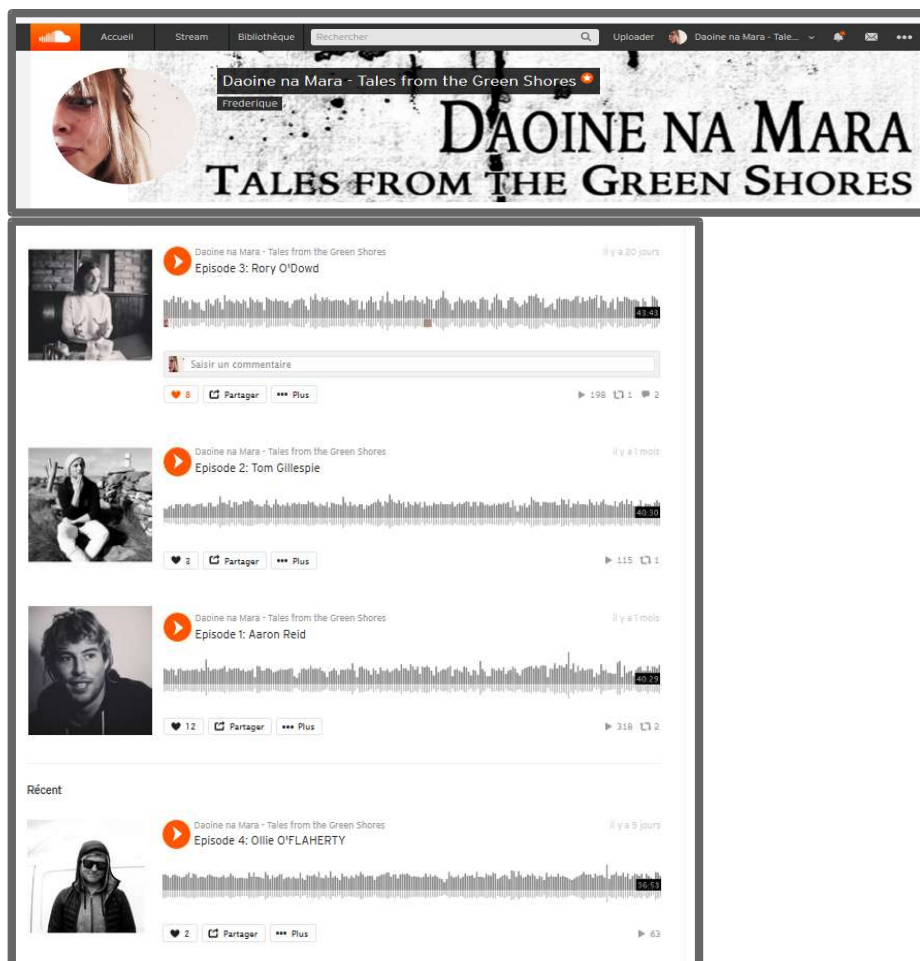 Accueil Stream Bibliothèque Rechercher Uploader Daoine na Mara - Tale...
Daoine na Mara - Tales from the Green Shores
Frederique
DAOINE NA MARA
TALES FROM THE GREEN SHORES
Daoine na Mara - Tales from the Green Shores il y a 20 jours
Episode 3: Rory O'Dowd
43:43
Saisir un commentaire
8 Partager Plus 198 1 2
Daoine na Mara - Tales from the Green Shores il y a 1 mois
Episode 2: Tom Gillespie
40:30
3 Partager Plus 115 1
Daoine na Mara - Tales from the Green Shores il y a 1 mois
Episode 1: Aaron Reid
40:29
12 Partager Plus 318 2
Récent
Daoine na Mara - Tales from the Green Shores il y a 5 jours
Episode 4: Ollie O'FLAHERTY
36:53
2 Partager Plus 63